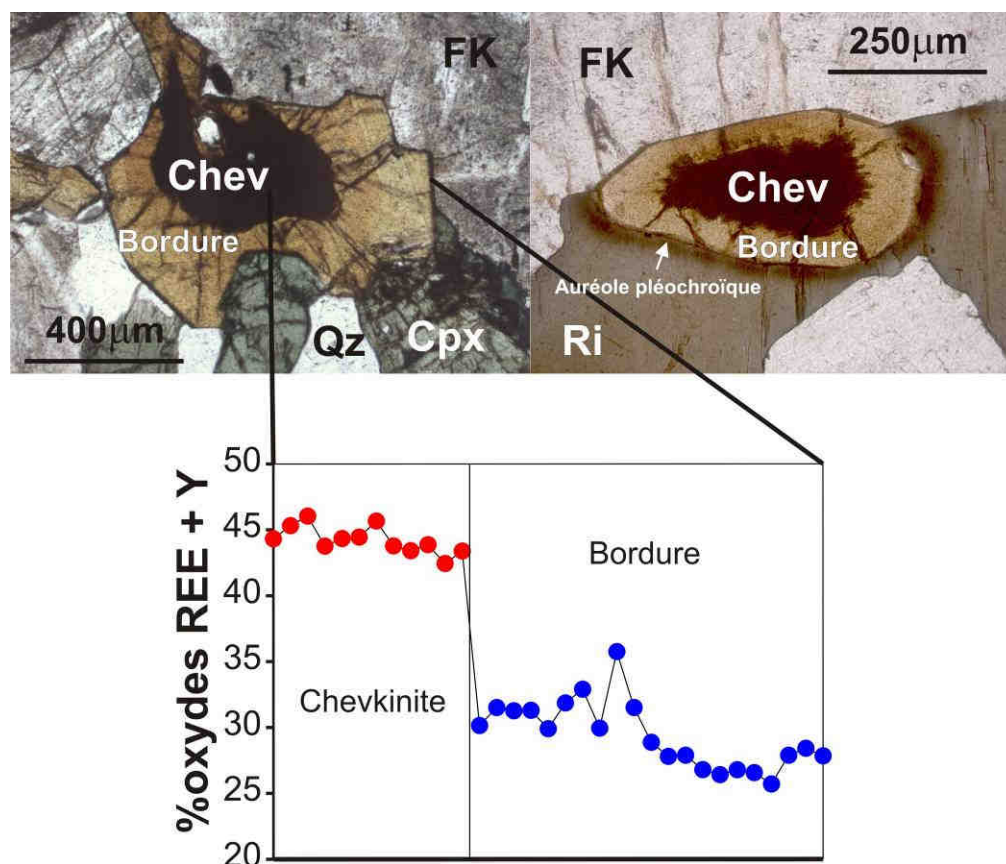 FK
Chev
Bordure
400µm
Qz
Cpx
FK
250µm
Chev
Bordure
Auréole pléochroïque
Ri
%oxydes REE + Y
50
45
40
35
30
25
20
Bordure
Chevkinite